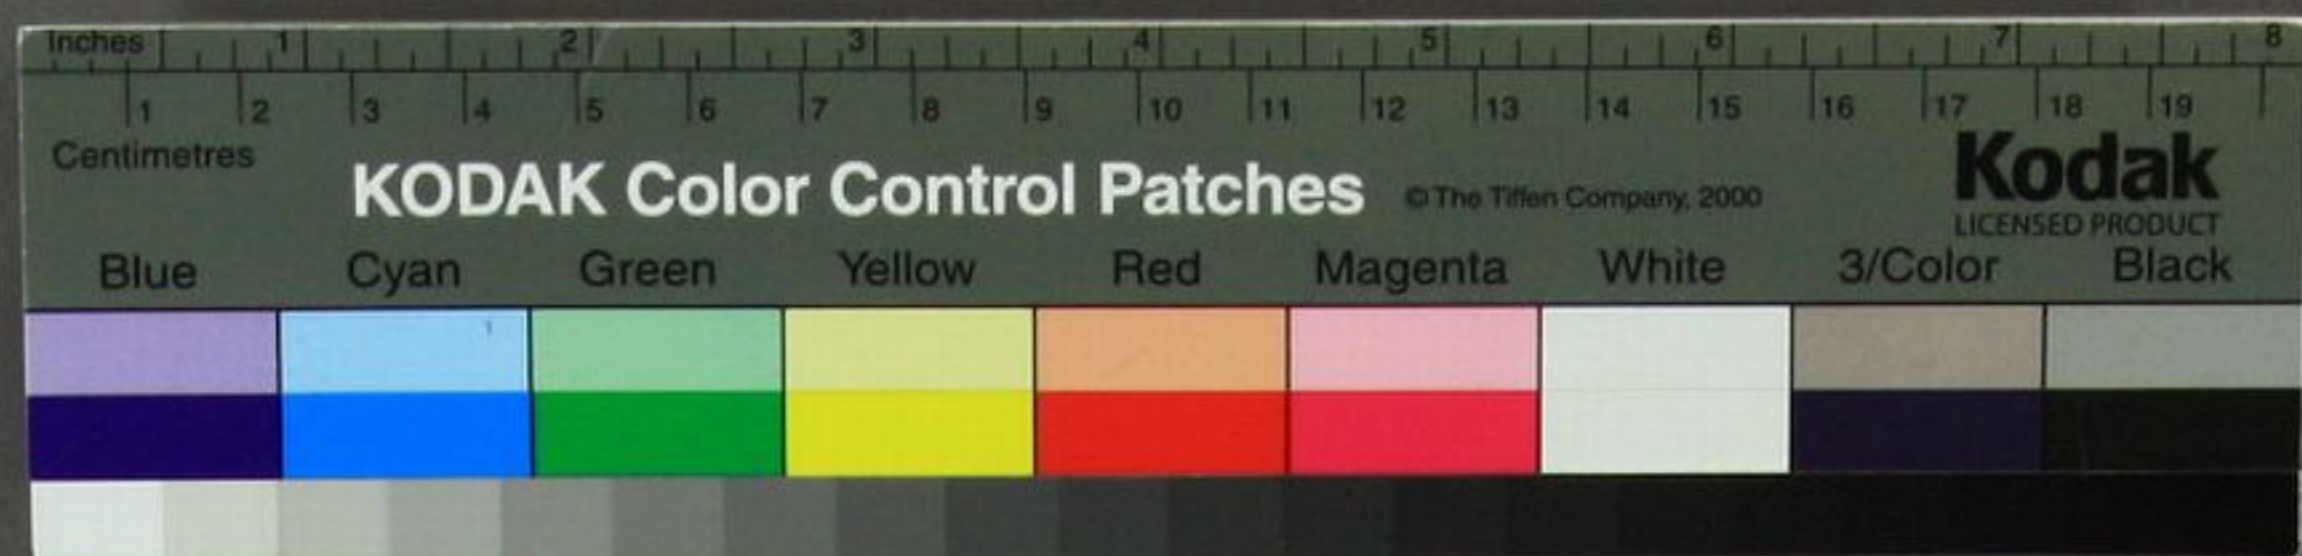 Inches 1 2 3 4 5 6 7 8
1 2 3 4 5 6 7 8 9 10 11 12 13 14 15 16 17 18 19
Centimetres
KODAK Color Control Patches © The Tiffen Company, 2000 Kodak
LICENSED PRODUCT
Blue Cyan Green Yellow Red Magenta White 3/Color Black